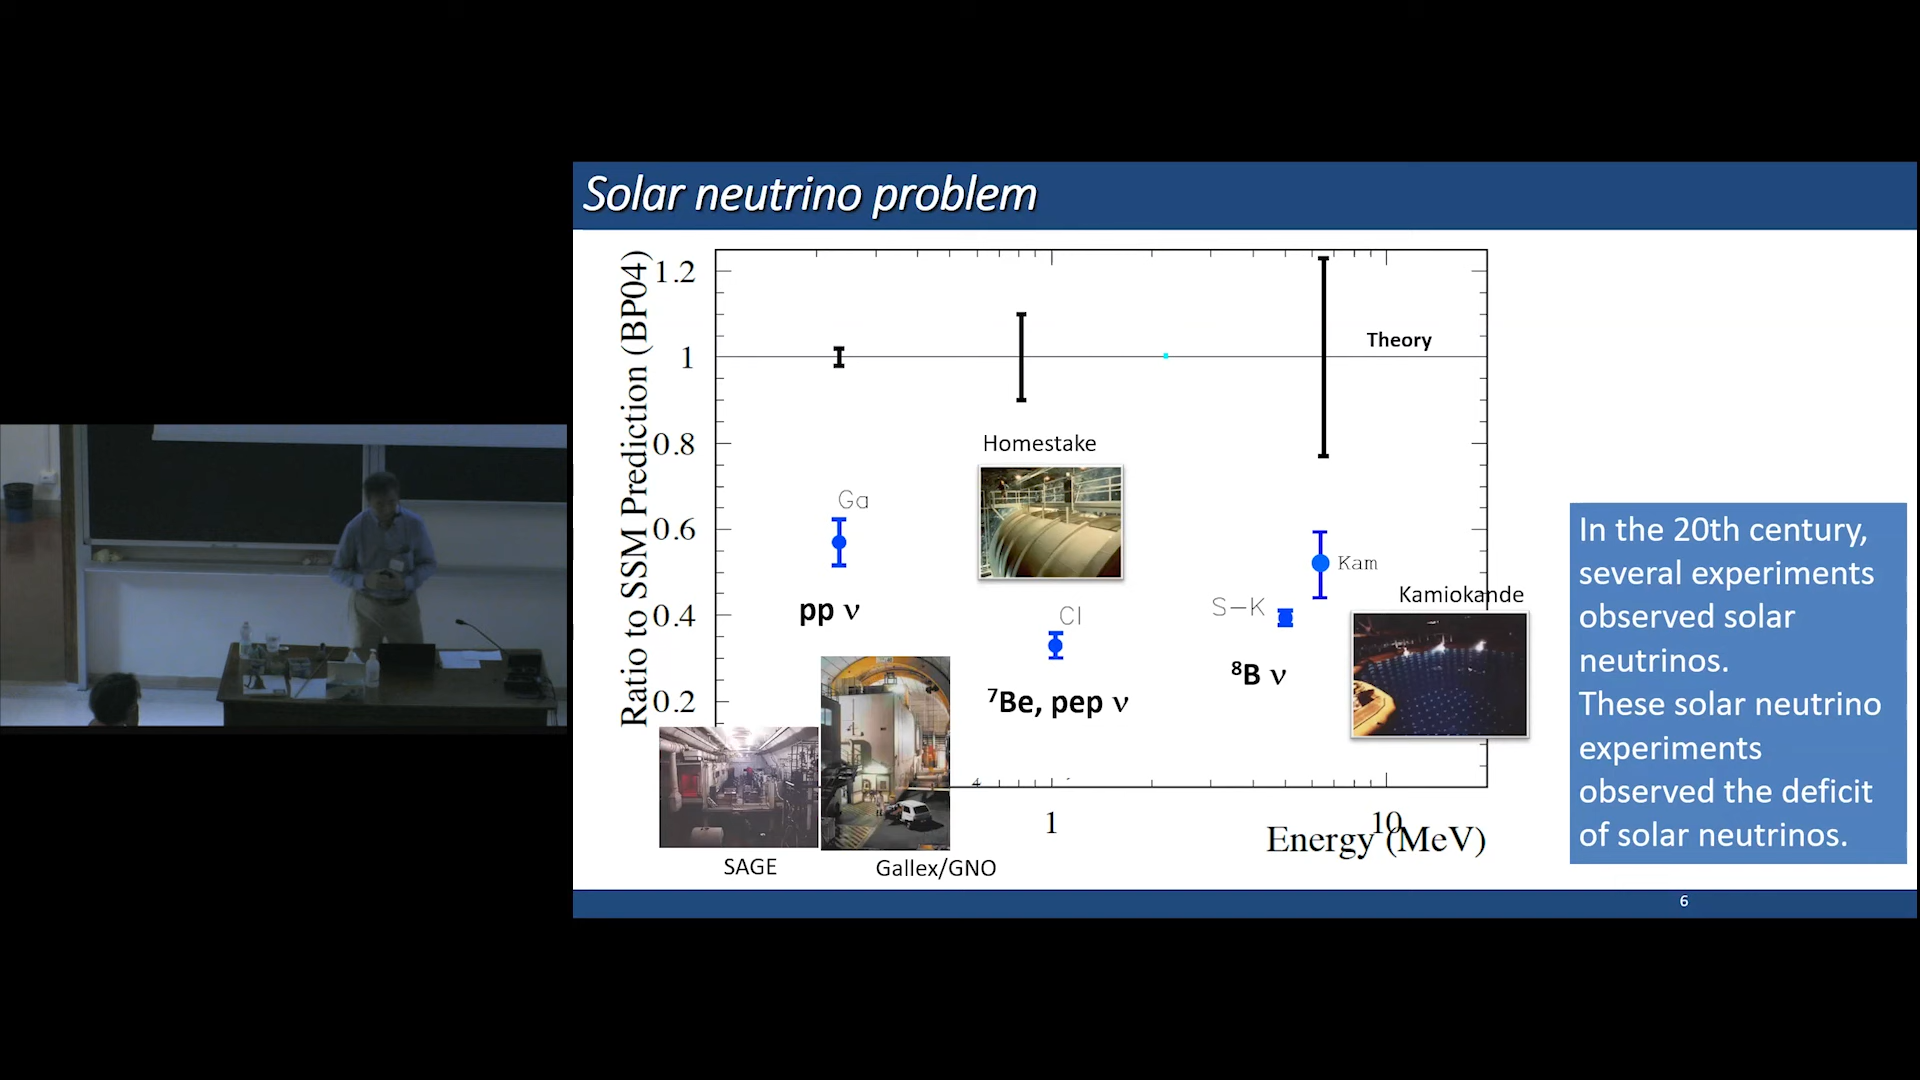 Solar neutrino problem
Ratio to SSM Prediction (BP04)
1.2
1
0.8
0.6
0.4
0.2
Theory
Homestake
Ga
pp ν
Cl
⁷Be, pep ν
S-K
Kam
⁸B ν
Kamiokande
1
10
Energy (MeV)
SAGE
Gallex/GNO
In the 20th century,
several experiments
observed solar
neutrinos.
These solar neutrino
experiments
observed the deficit
of solar neutrinos.
6